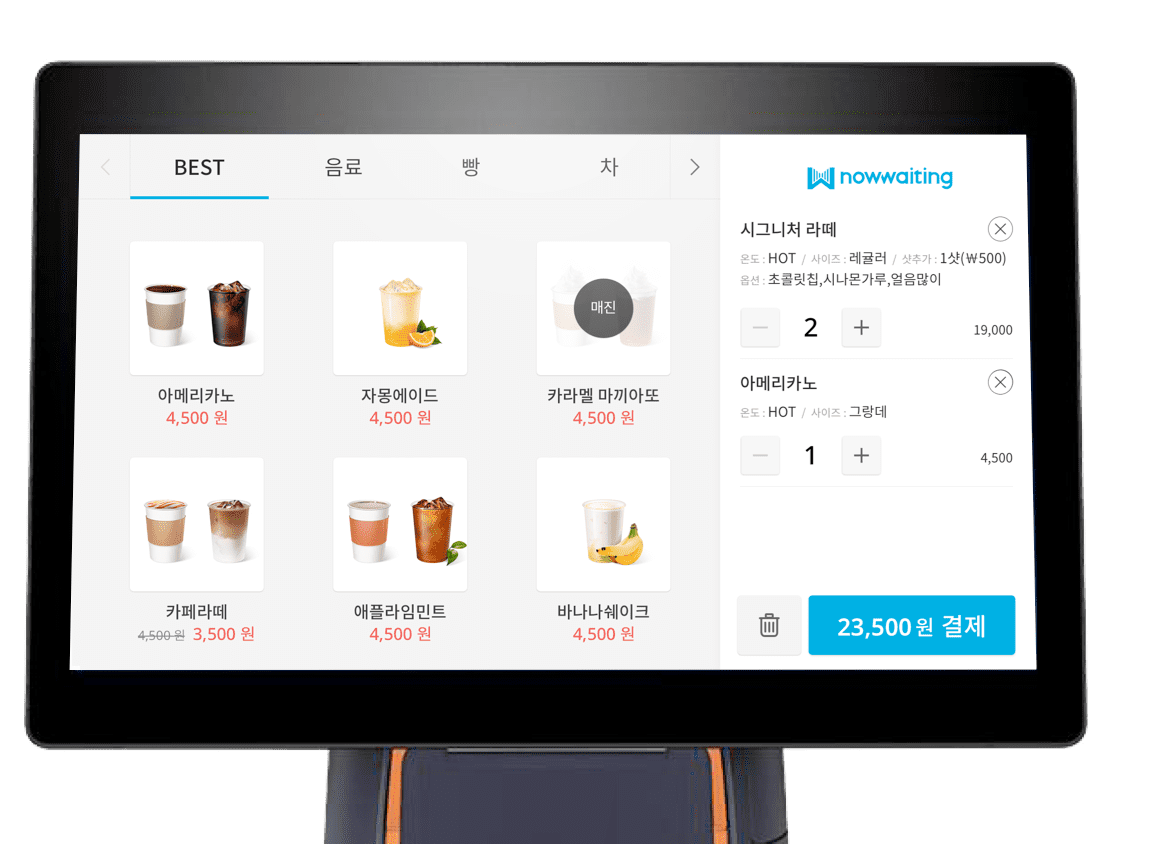 BEST
음료
빵
차
매진
아메리카노
4,500 원
자몽에이드
4,500 원
카라멜 마끼아또
4,500 원
카페라떼
4,500 원 3,500 원
애플라임민트
4,500 원
바나나쉐이크
4,500 원
nowwaiting
시그니처 라떼
온도 : HOT / 사이즈 : 레귤러 / 샷추가 : 1샷(₩500)
옵션 : 초콜릿칩,시나몬가루,얼음많이
2
19,000
아메리카노
온도 : HOT / 사이즈 : 그랑데
1
4,500
23,500원 결제